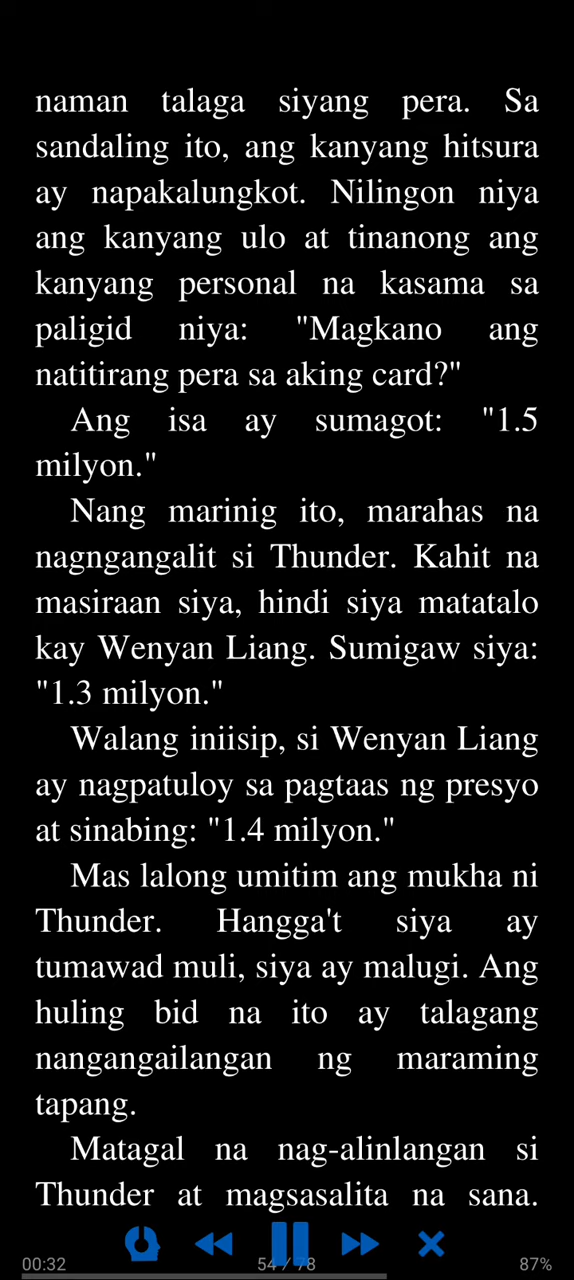 naman talaga siyang pera. Sa
sandaling ito, ang kanyang hitsura
ay napakalungkot. Nilingon niya
ang kanyang ulo at tinanong ang
kanyang personal na kasama sa
paligid niya: "Magkano ang
natitirang pera sa aking card?"
Ang isa ay sumagot: "1.5
milyon."
Nang marinig ito, marahas na
nagngangalit si Thunder. Kahit na
masiraan siya, hindi siya matatalo
kay Wenyan Liang. Sumigaw siya:
"1.3 milyon."
Walang iniisip, si Wenyan Liang
ay nagpatuloy sa pagtaas ng presyo
at sinabing: "1.4 milyon."
Mas lalong umitim ang mukha ni
Thunder. Hangga't siya ay
tumawad muli, siya ay malugi. Ang
huling bid na ito ay talagang
nangangailangan ng maraming
tapang.
Matagal na nag-alinlangan si
Thunder at magsasalita na sana.
00:32 54 / 78 87%